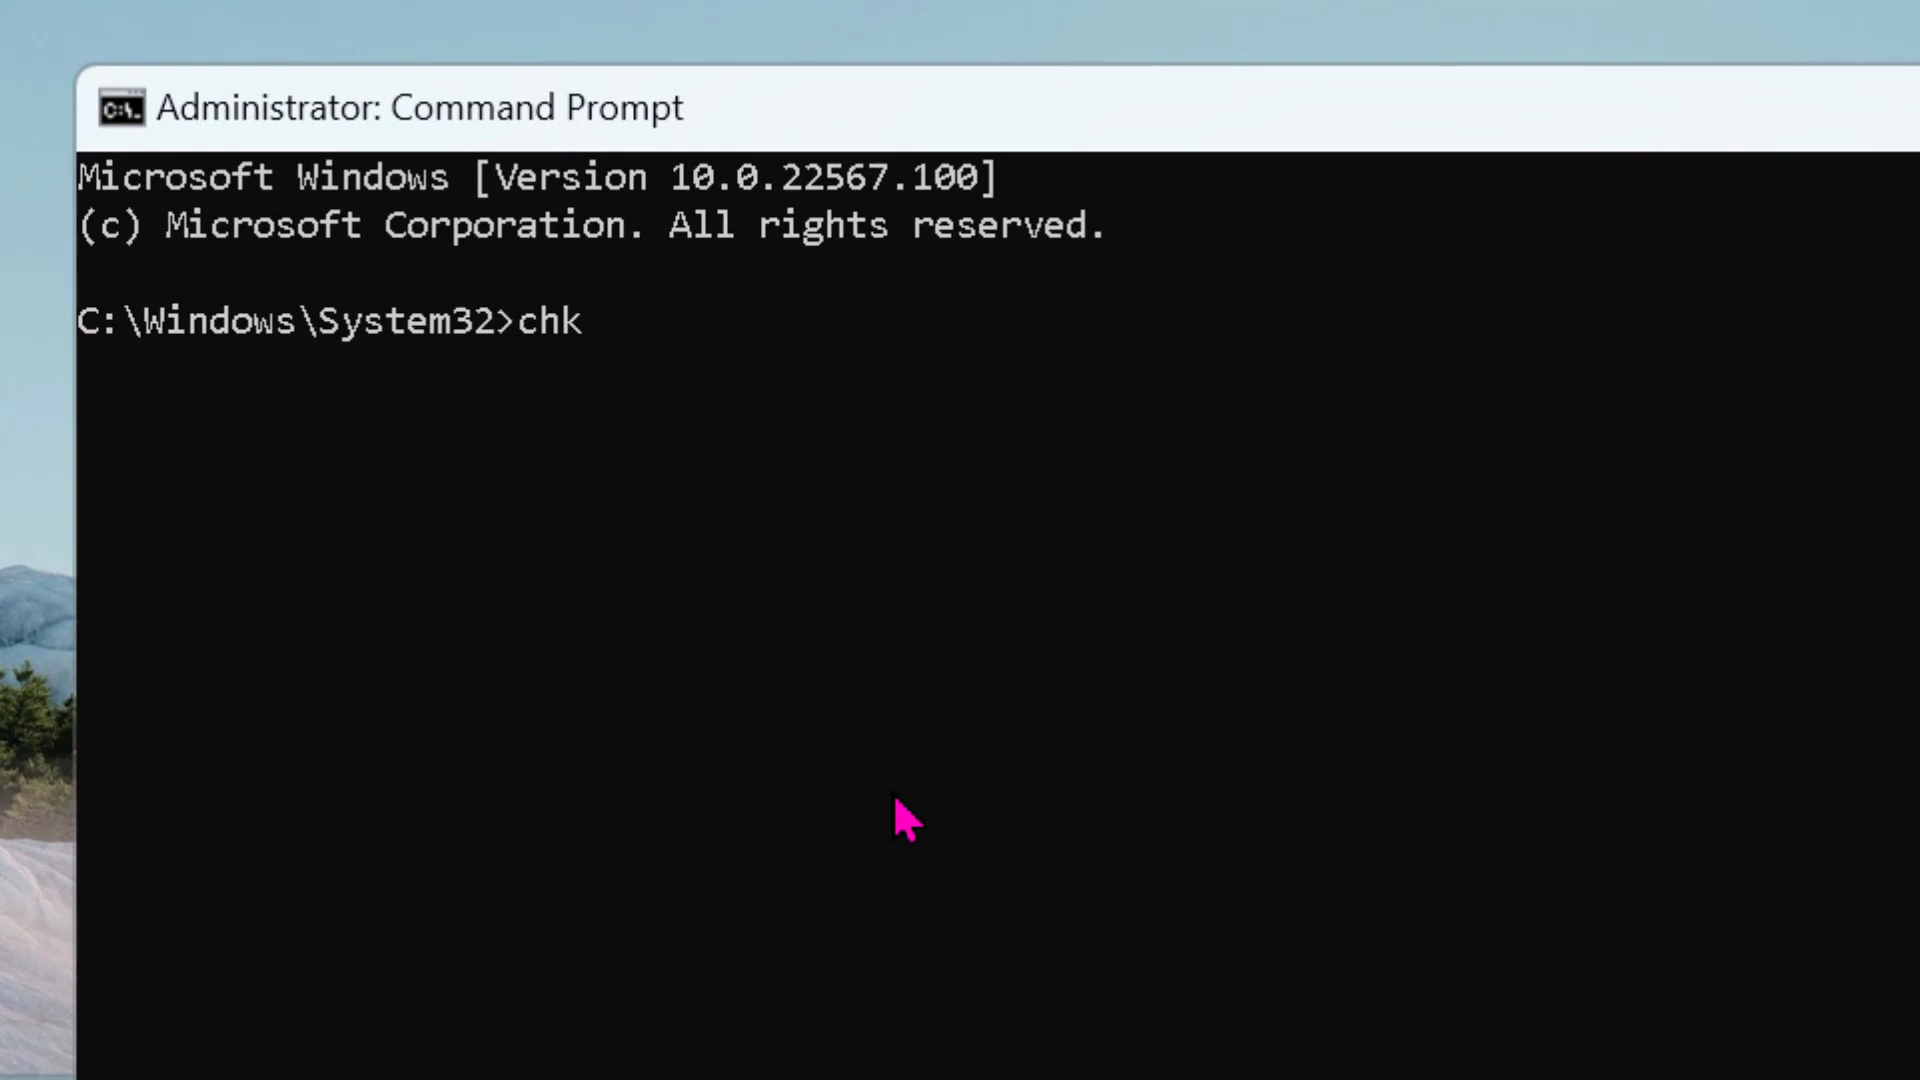 Administrator: Command Prompt
Microsoft Windows [Version 10.0.22567.100]
(c) Microsoft Corporation. All rights reserved.
C:\Windows\System32>chk